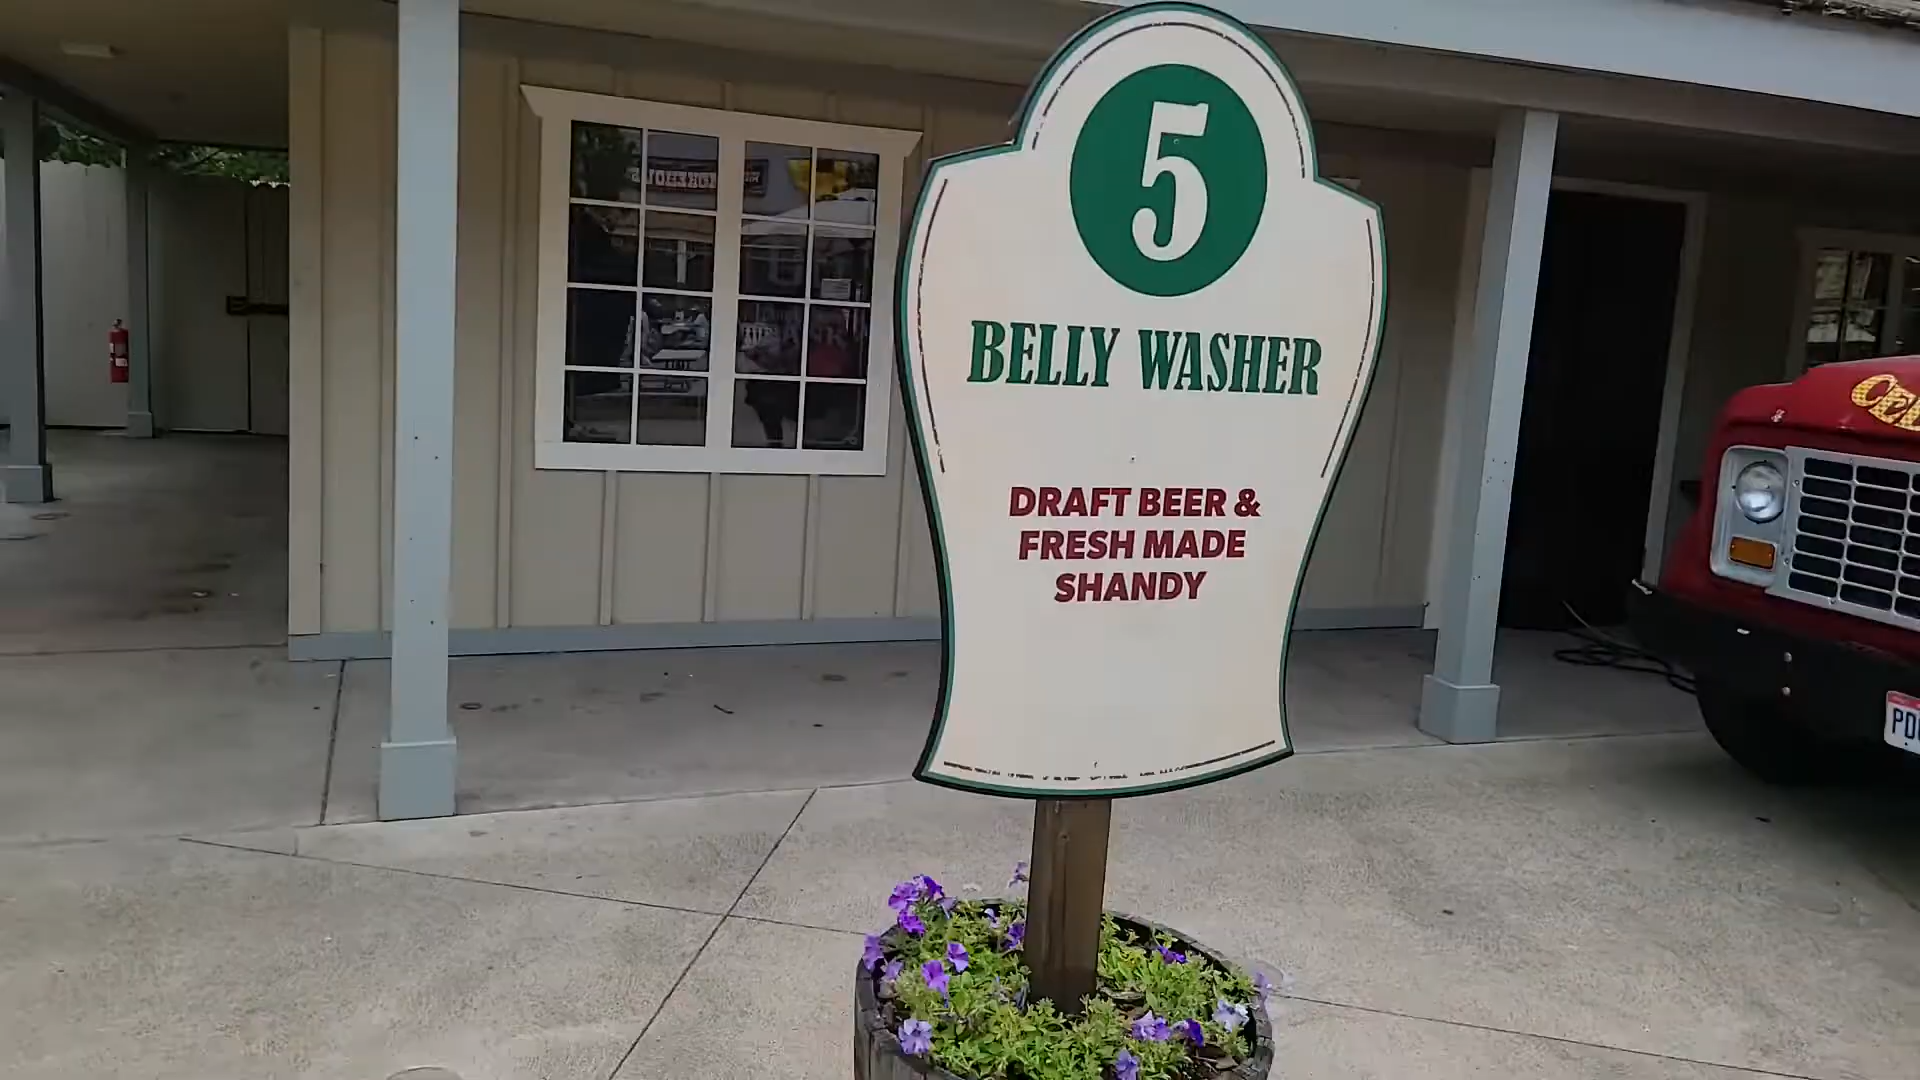 5
BELLY WASHER
DRAFT BEER &
FRESH MADE
SHANDY